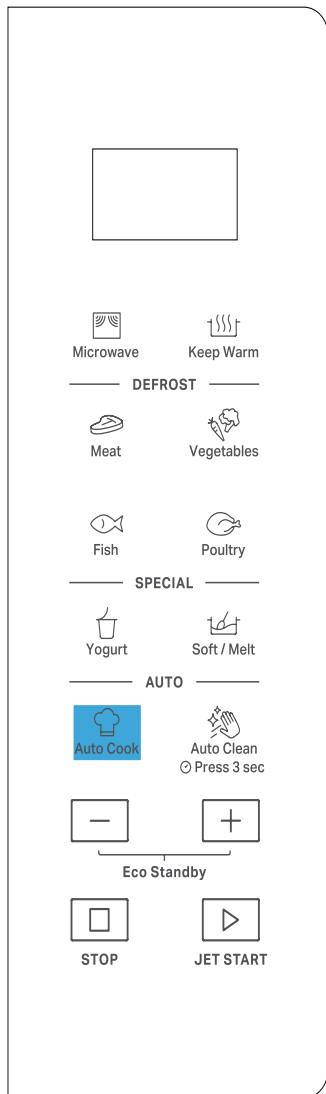 Microwave Keep Warm
DEFROST
Meat Vegetables
Fish Poultry
SPECIAL
Yogurt Soft / Melt
AUTO
Auto Cook Auto Clean
Press 3 sec
Eco Standby
STOP JET START